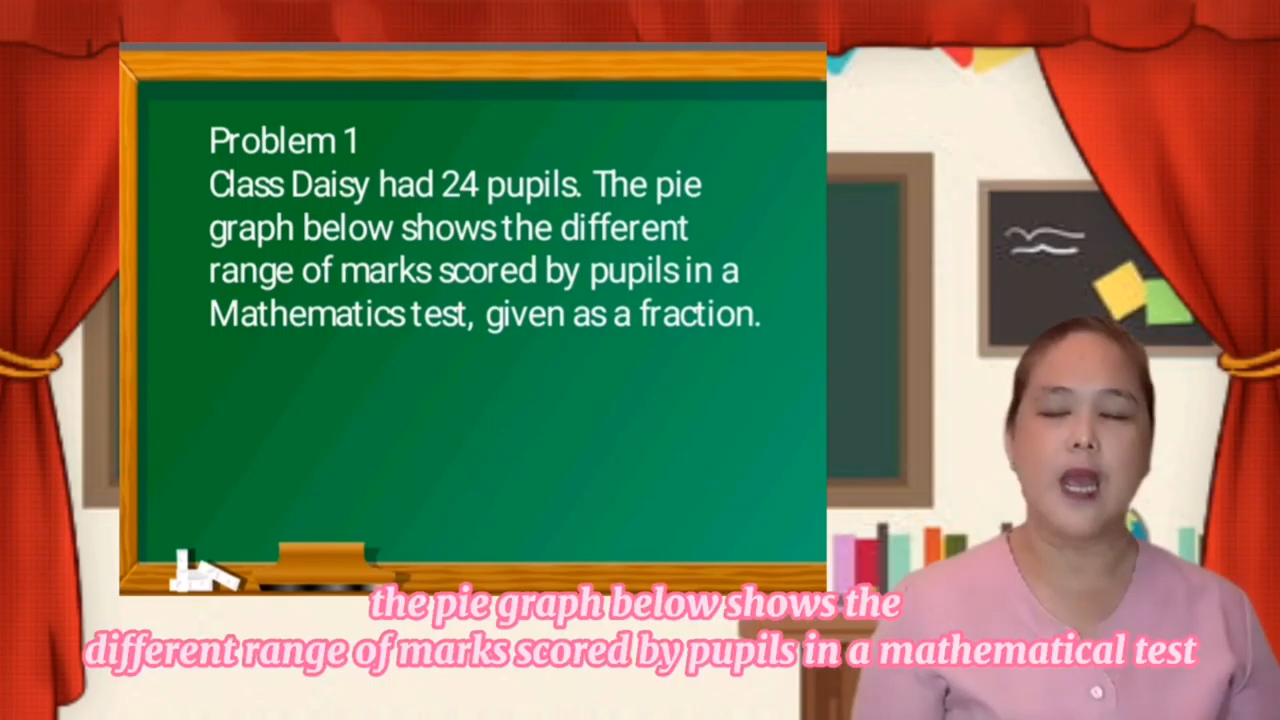 Problem 1
Class Daisy had 24 pupils. The pie
graph below shows the different
range of marks scored by pupils in a
Mathematics test, given as a fraction.
the pie graph below shows the
different range of marks scored by pupils in a mathematical test